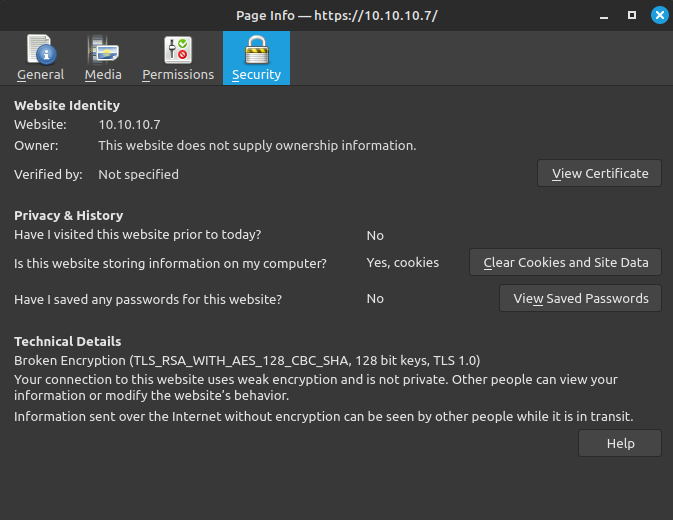 Page Info — https://10.10.10.7/
General Media Permissions Security
Website Identity
Website: 10.10.10.7
Owner: This website does not supply ownership information.
Verified by: Not specified View Certificate
Privacy & History
Have I visited this website prior to today? No
Is this website storing information on my computer? Yes, cookies Clear Cookies and Site Data
Have I saved any passwords for this website? No View Saved Passwords
Technical Details
Broken Encryption (TLS_RSA_WITH_AES_128_CBC_SHA, 128 bit keys, TLS 1.0)
Your connection to this website uses weak encryption and is not private. Other people can view your
information or modify the website’s behavior.
Information sent over the Internet without encryption can be seen by other people while it is in transit.
Help